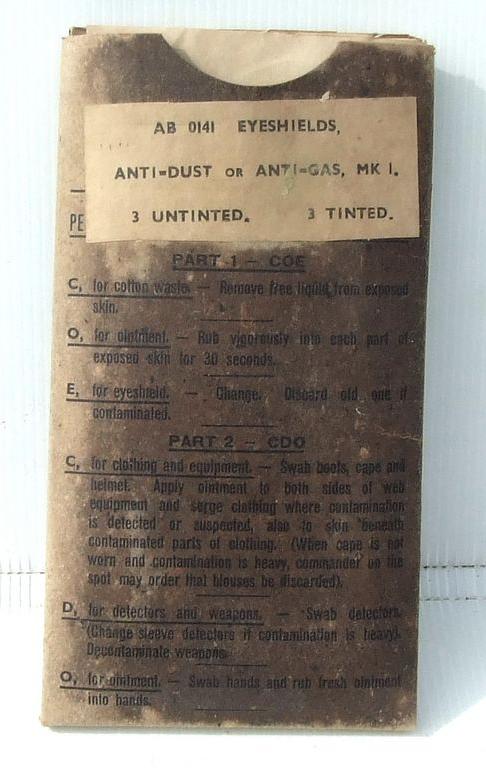 AB 0141 EYESHIELDS,
ANTI-DUST OR ANTI-GAS, MK I.
3 UNTINTED. 3 TINTED.
PE
PART 1 – COE
C, for cotton waste. — Remove free liquid from exposed
skin.
O, for ointment. — Rub vigorously into each part of
exposed skin for 30 seconds.
E, for eyeshield. — Change. Discard old one if
contaminated.
PART 2 – CDO
C, for clothing and equipment. — Swab boots, cape and
helmet. Apply ointment to both sides of web
equipment and serge clothing where contamination
is detected or suspected, also to skin beneath
contaminated parts of clothing. (When cape is not
worn and contamination is heavy, commander on the
spot may order that blouses be discarded).
D, for detectors and weapons. — Swab detectors.
(Change sleeve detectors if contamination is heavy).
Decontaminate weapons.
O, for ointment. — Swab hands and rub fresh ointment
into hands.